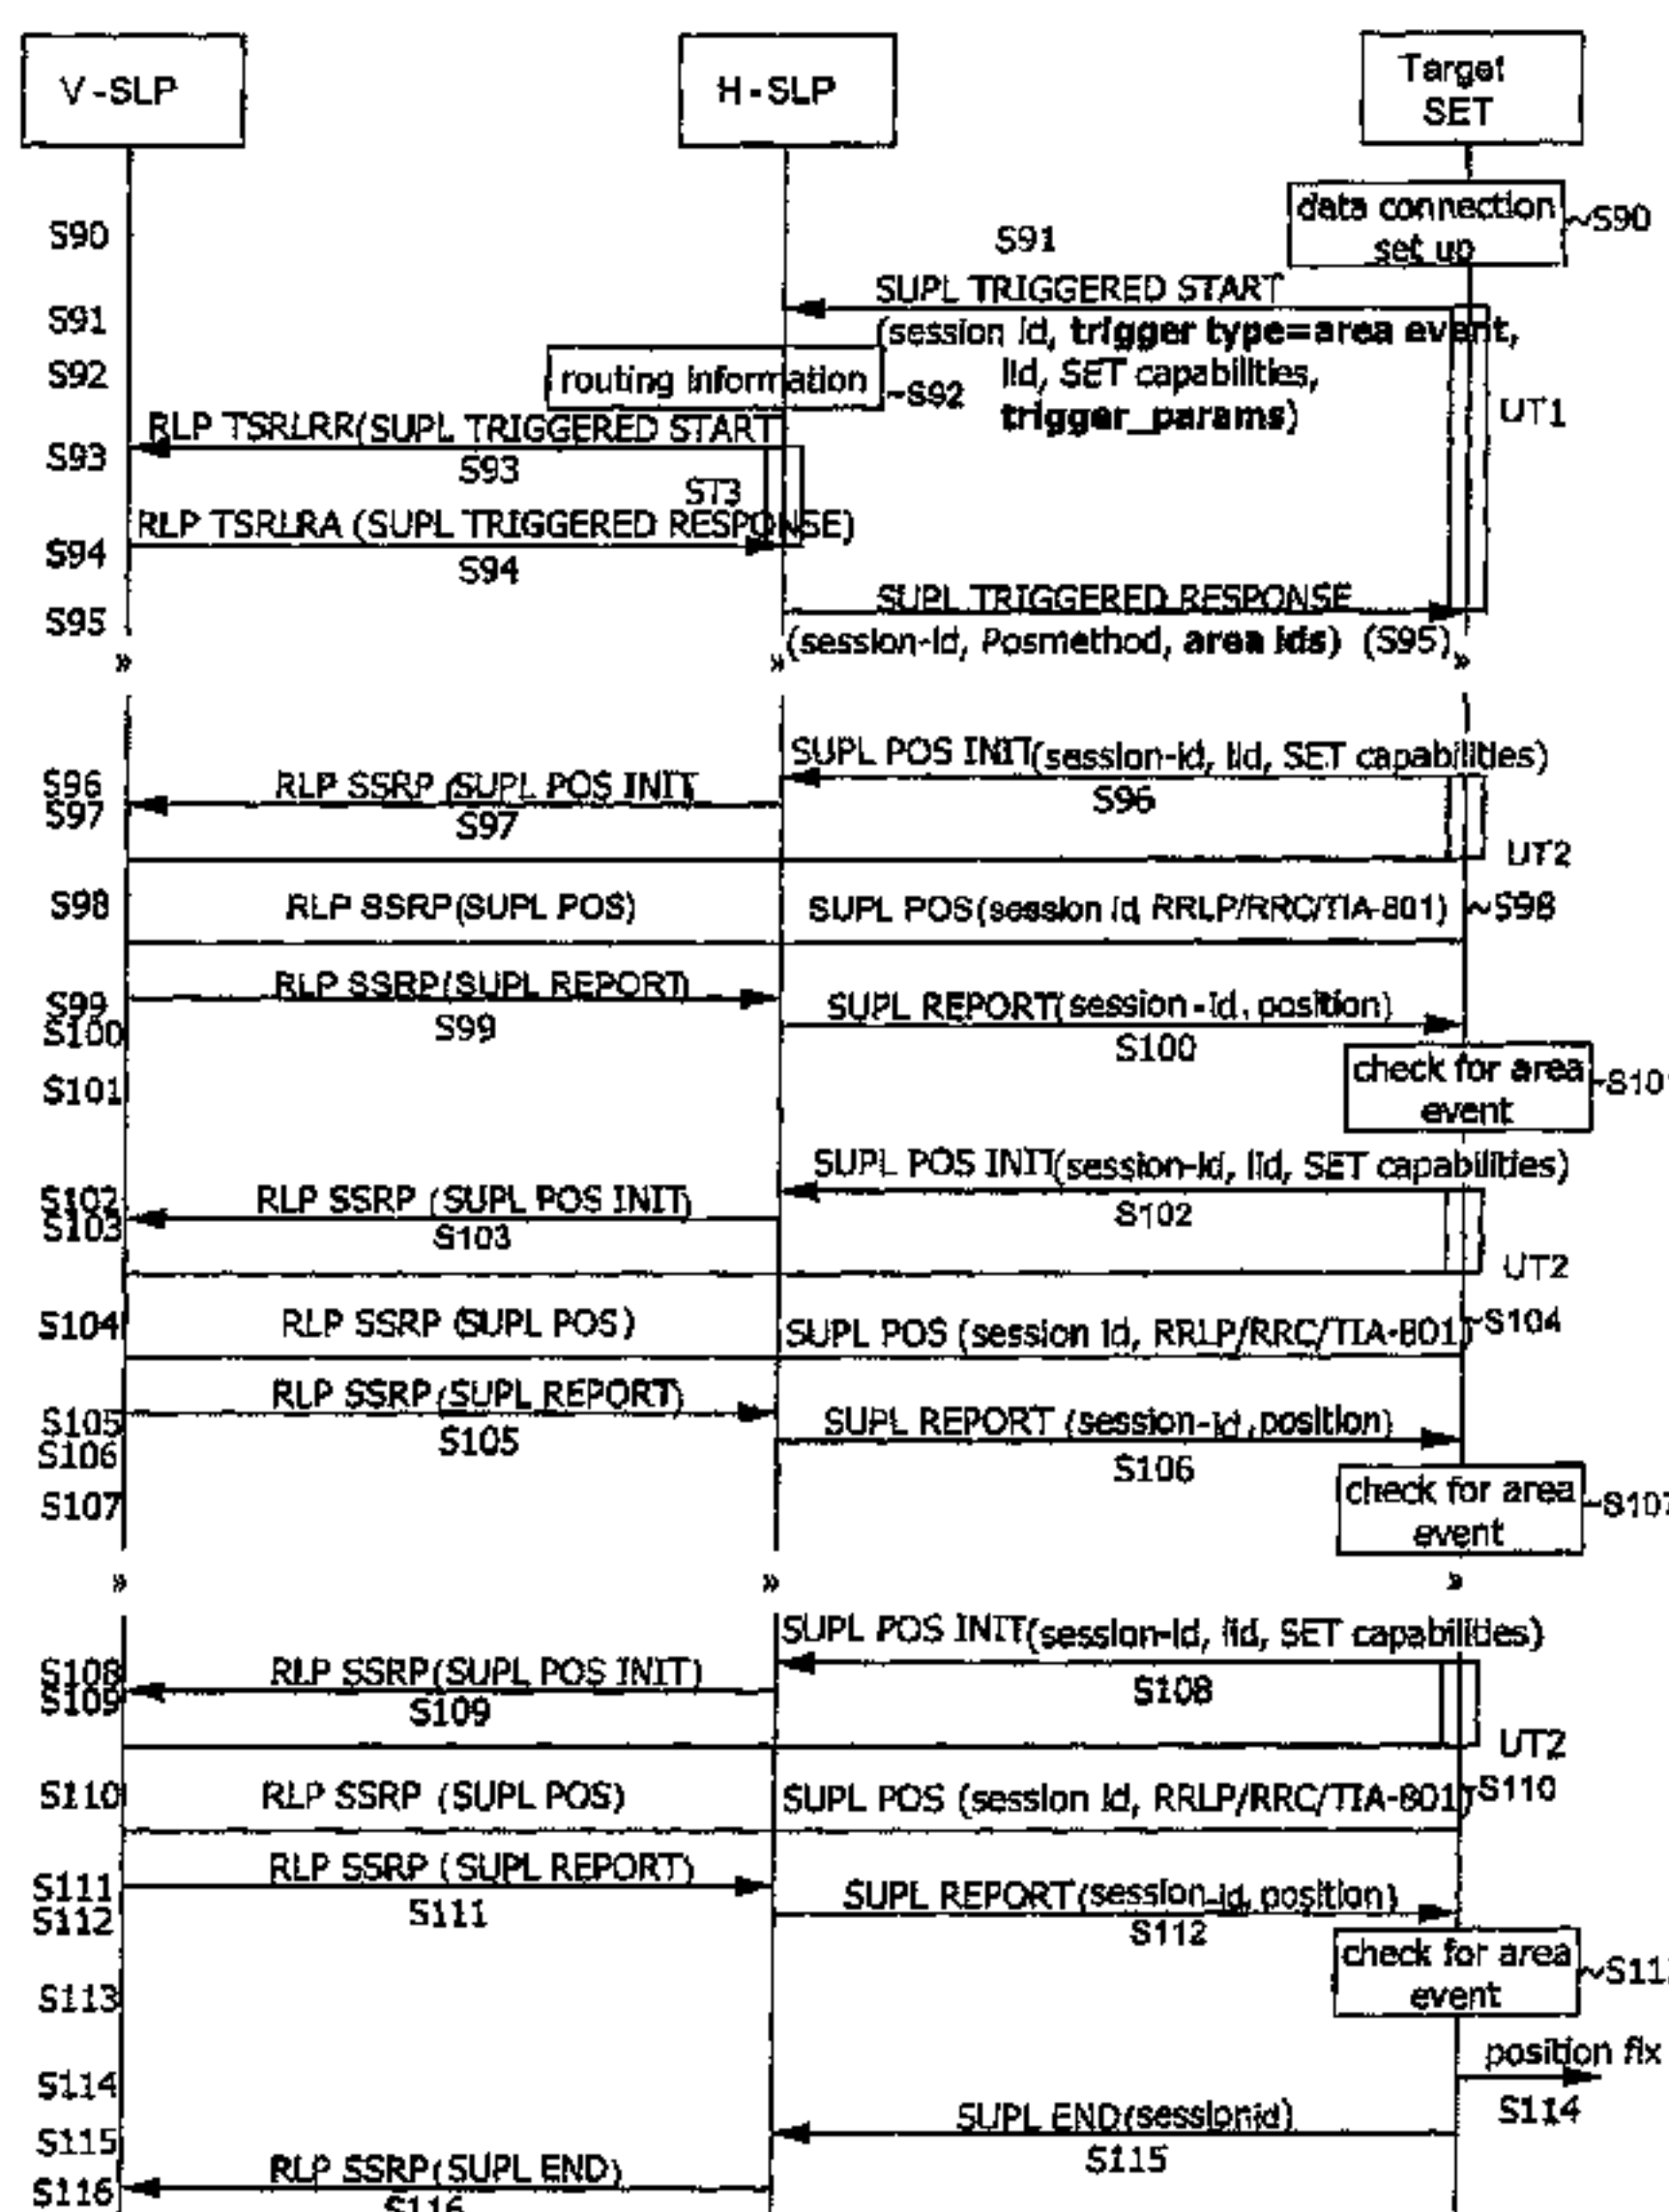 V-SLP
H-SLP
Target
SET
data connection
set up
~S90
S90
S91
SUPL TRIGGERED START
S91
(session id, trigger type=area event,
lid, SET capabilities,
trigger_params)
S92
routing information
~S92
UT1
RLP TSRLRR(SUPL TRIGGERED START
S93
S93
ST3
RLP TSRLRA (SUPL TRIGGERED RESPONSE)
S94
S94
SUPL TRIGGERED RESPONSE
S95
(session-id, Posmethod, area ids) (S95)
» » »
SUPL POS INIT(session-id, lid, SET capabilities)
S96
RLP SSRP (SUPL POS INIT
S96
S97
S97
UT2
S98
RLP SSRP(SUPL POS)
SUPL POS(session id, RRLP/RRC/TIA-801)
~S98
RLP SSRP(SUPL REPORT)
S99
SUPL REPORT(session-id, position)
S99
S100
S100
check for area
event
~S101
S101
SUPL POS INIT(session-id, lid, SET capabilities)
S102
RLP SSRP (SUPL POS INIT)
S102
S103
S103
UT2
S104
RLP SSRP (SUPL POS)
SUPL POS (session id, RRLP/RRC/TIA-801)
~S104
RLP SSRP(SUPL REPORT)
S105
SUPL REPORT (session-id, position)
S105
S106
S106
S107
check for area
event
~S107
» » »
SUPL POS INIT(session-id, lid, SET capabilities)
S108
RLP SSRP(SUPL POS INIT)
S108
S109
S109
UT2
S110
RLP SSRP (SUPL POS)
SUPL POS (session id, RRLP/RRC/TIA-801)
~S110
RLP SSRP (SUPL REPORT)
S111
SUPL REPORT(session-id, position)
S111
S112
S112
check for area
event
S113
position fix
S114
S114
SUPL END(sessionid)
S115
S115
RLP SSRP(SUPL END)
S116
S116